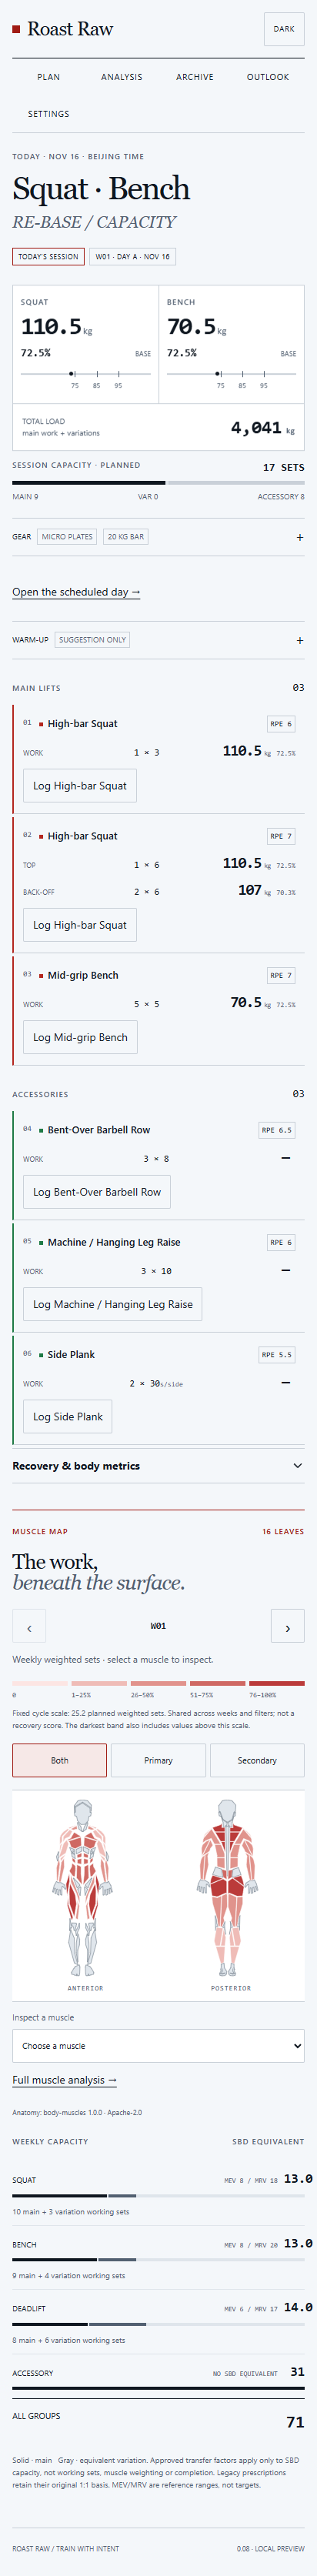 Roast Raw
DARK
PLAN ANALYSIS ARCHIVE OUTLOOK
SETTINGS
TODAY · NOV 16 · BEIJING TIME
Squat · Bench
RE-BASE / CAPACITY
TODAY'S SESSION W01 · DAY A · NOV 16
SQUAT
110.5 kg
72.5% BASE
75 85 95
BENCH
70.5 kg
72.5% BASE
75 85 95
TOTAL LOAD
main work + variations
4,041 kg
SESSION CAPACITY · PLANNED 17 SETS
MAIN 9 VAR 0 ACCESSORY 8
GEAR MICRO PLATES 20 KG BAR +
Open the scheduled day →
WARM-UP SUGGESTION ONLY +
MAIN LIFTS 03
01 High-bar Squat RPE 6
WORK 1 × 3 110.5 kg 72.5%
Log High-bar Squat
02 High-bar Squat RPE 7
TOP 1 × 6 110.5 kg 72.5%
BACK-OFF 2 × 6 107 kg 70.3%
Log High-bar Squat
03 Mid-grip Bench RPE 7
WORK 5 × 5 70.5 kg 72.5%
Log Mid-grip Bench
ACCESSORIES 03
04 Bent-Over Barbell Row RPE 6.5
WORK 3 × 8 —
Log Bent-Over Barbell Row
05 Machine / Hanging Leg Raise RPE 6
WORK 3 × 10 —
Log Machine / Hanging Leg Raise
06 Side Plank RPE 5.5
WORK 2 × 30s/side —
Log Side Plank
Recovery & body metrics
MUSCLE MAP 16 LEAVES
The work,
beneath the surface.
‹ W01 ›
Weekly weighted sets · select a muscle to inspect.
0 1–25% 26–50% 51–75% 76–100%
Fixed cycle scale: 25.2 planned weighted sets. Shared across weeks and filters; not a
recovery score. The darkest band also includes values above this scale.
Both Primary Secondary
ANTERIOR POSTERIOR
Inspect a muscle
Choose a muscle
Full muscle analysis →
Anatomy: body-muscles 1.0.0 · Apache-2.0
WEEKLY CAPACITY SBD EQUIVALENT
SQUAT MEV 8 / MRV 18 13.0
10 main + 3 variation working sets
BENCH MEV 8 / MRV 20 13.0
9 main + 4 variation working sets
DEADLIFT MEV 6 / MRV 17 14.0
8 main + 6 variation working sets
ACCESSORY NO SBD EQUIVALENT 31
ALL GROUPS 71
Solid · main Gray · equivalent variation. Approved transfer factors apply only to SBD
capacity, not working sets, muscle weighting or completion. Legacy prescriptions
retain their original 1:1 basis. MEV/MRV are reference ranges, not targets.
ROAST RAW / TRAIN WITH INTENT 0.08 · LOCAL PREVIEW